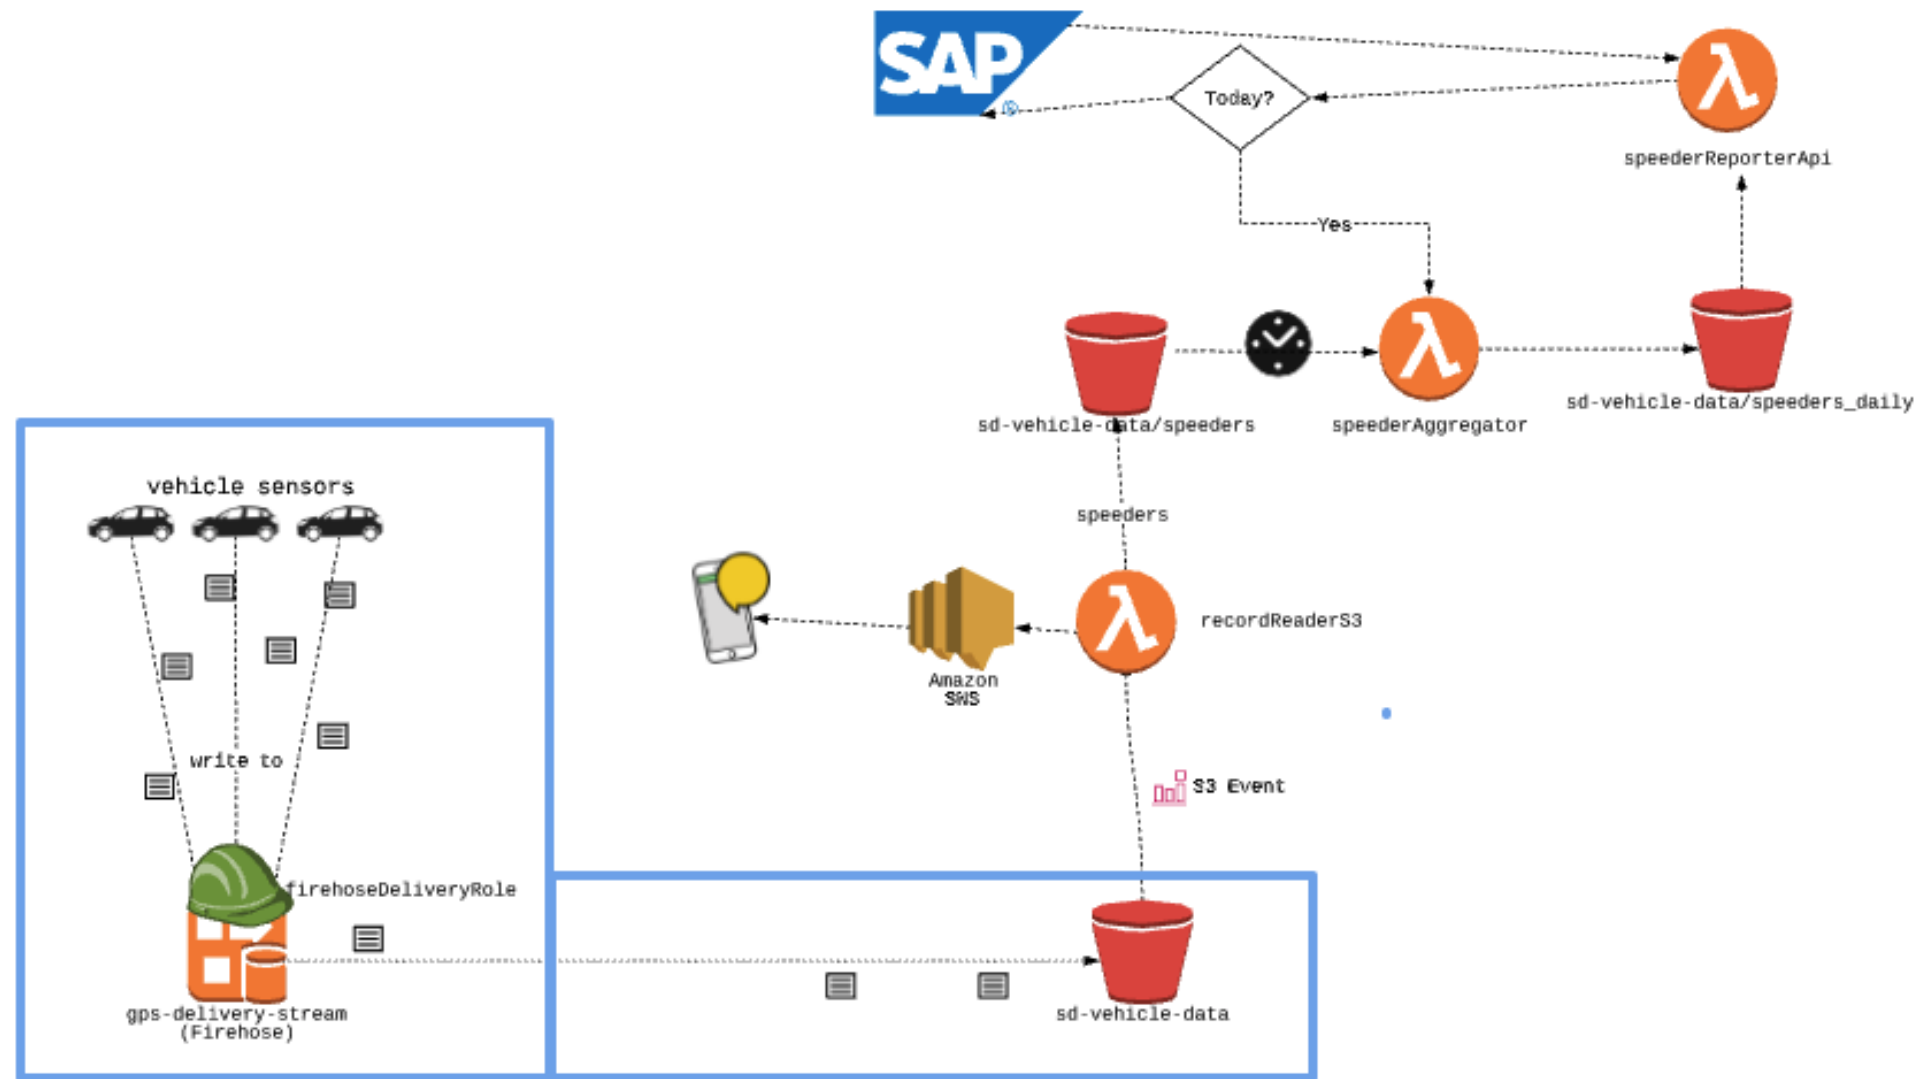 SAP
®
Today?
speederReporterApi
Yes
sd-vehicle-data/speeders
speederAggregator
sd-vehicle-data/speeders_daily
vehicle sensors
speeders
recordReaderS3
Amazon
SNS
write to
S3 Event
firehoseDeliveryRole
gps-delivery-stream
(Firehose)
sd-vehicle-data